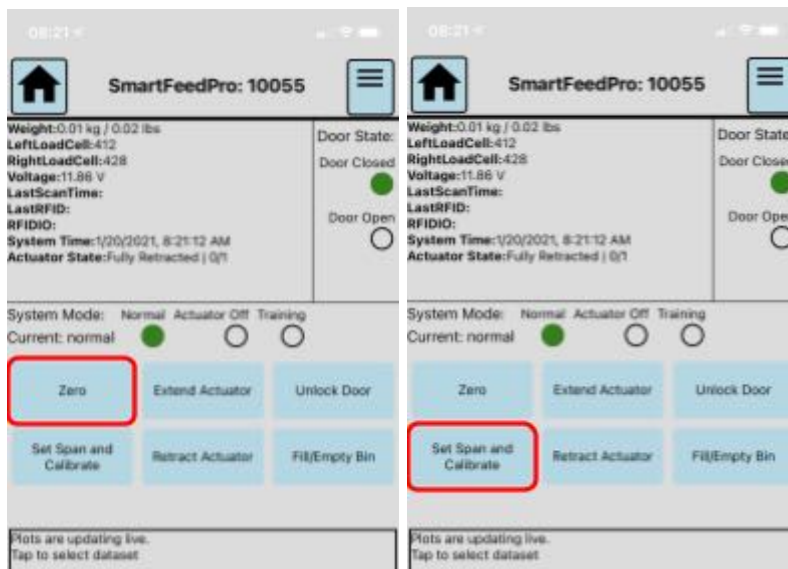 08:21
SmartFeedPro: 10055
Weight:0.01 kg / 0.02 lbs
LeftLoadCell:412
RightLoadCell:428
Voltage:11.86 V
LastScanTime:
LastRFID:
RFIDIO:
System Time:1/20/2021, 8:21:12 AM
Actuator State:Fully Retracted | 0/1
Door State:
Door Closed
Door Open
System Mode: Normal Actuator Off Training
Current: normal
Zero Extend Actuator Unlock Door
Set Span and
Calibrate
Retract Actuator Fill/Empty Bin
Plots are updating live.
Tap to select dataset
08:21
SmartFeedPro: 10055
Weight:0.01 kg / 0.02 lbs
LeftLoadCell:412
RightLoadCell:428
Voltage:11.86 V
LastScanTime:
LastRFID:
RFIDIO:
System Time:1/20/2021, 8:21:12 AM
Actuator State:Fully Retracted | 0/1
Door State
Door Close
Door Ope
System Mode: Normal Actuator Off Training
Current: normal
Zero Extend Actuator Unlock Door
Set Span and
Calibrate
Retract Actuator Fill/Empty Bin
Plots are updating live.
Tap to select dataset